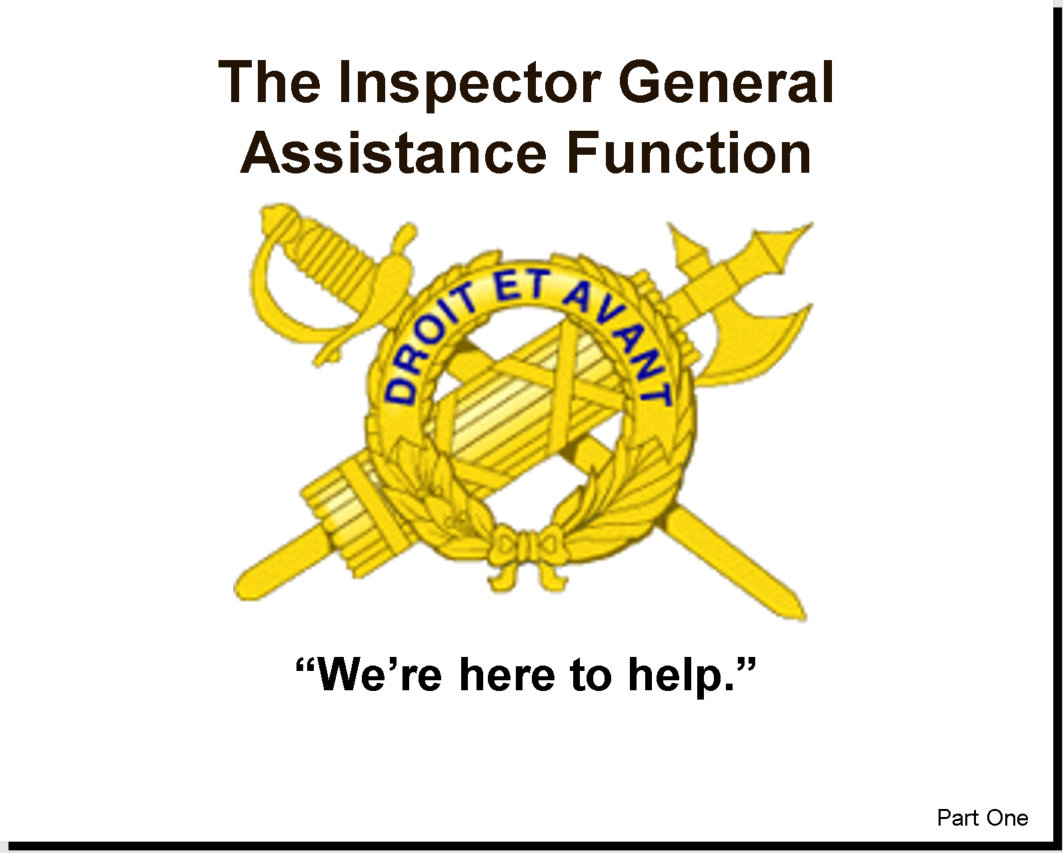 The Inspector General
Assistance Function
DROIT ET AVANT
“We’re here to help.”
Part One